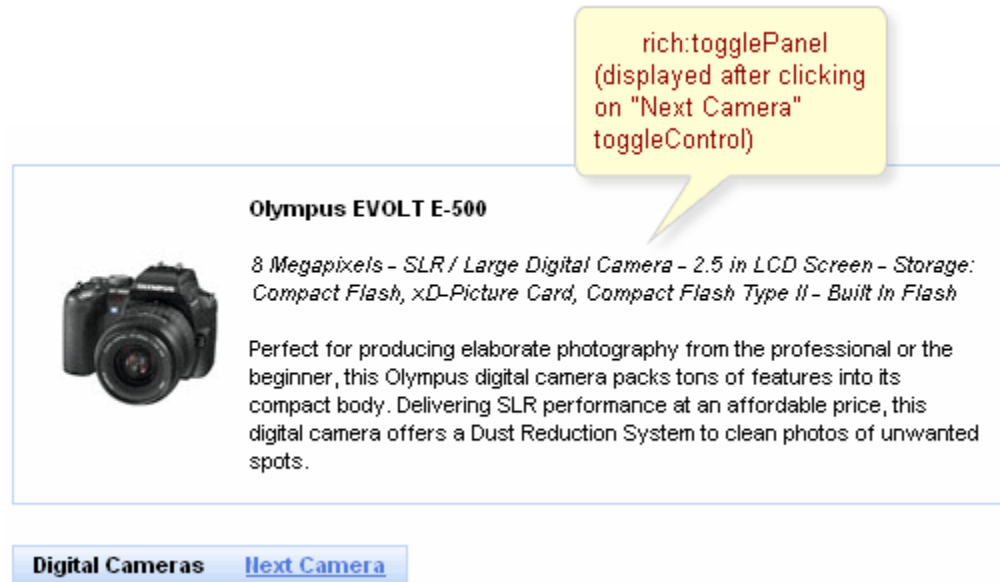 rich:togglePanel
(displayed after clicking
on "Next Camera"
toggleControl)
Olympus EVOLT E-500
8 Megapixels - SLR / Large Digital Camera - 2.5 in LCD Screen - Storage:
Compact Flash, xD-Picture Card, Compact Flash Type II - Built In Flash
OLYMPUS
Perfect for producing elaborate photography from the professional or the
beginner, this Olympus digital camera packs tons of features into its
compact body. Delivering SLR performance at an affordable price, this
digital camera offers a Dust Reduction System to clean photos of unwanted
spots.
Digital Cameras Next Camera